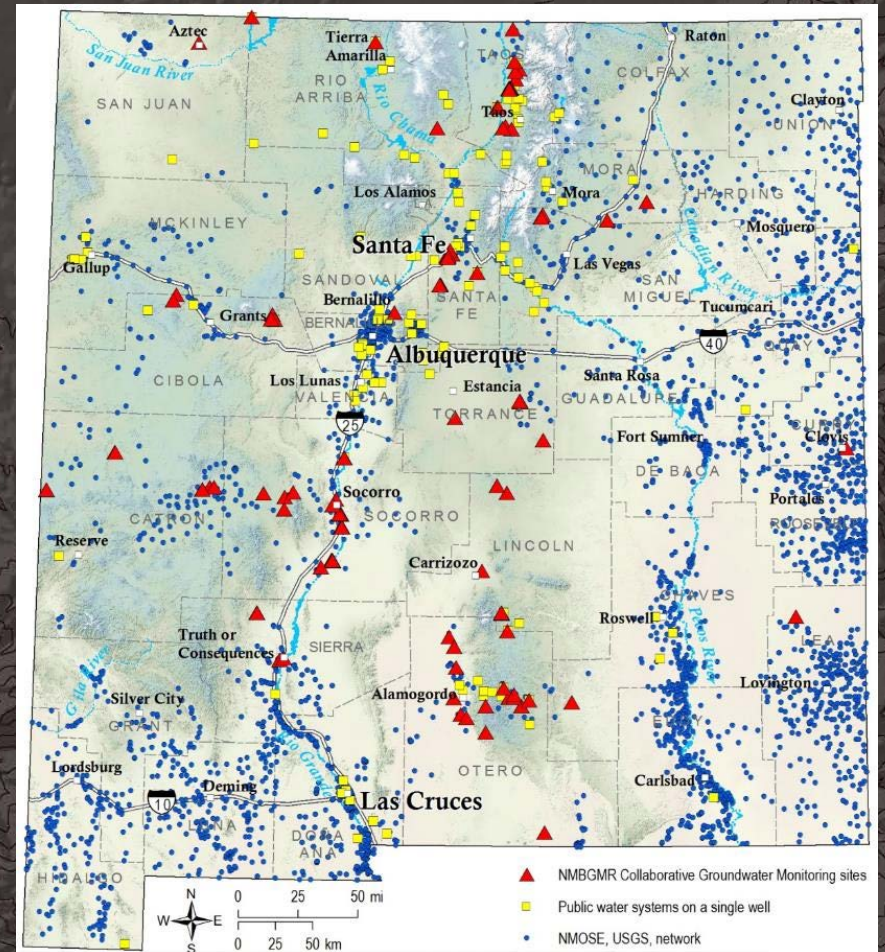 Aztec
San Juan River
SAN JUAN
Tierra
Amarilla
RIO
ARRIBA
Rio Chama
TAOS
Taos
Raton
COLFAX
Clayton
UNION
MORA
Mora
HARDING
Mosquero
Canadian River
Los Alamos
LA
MCKINLEY
Gallup
Santa Fe
SANDOVAL
Bernalillo
SANTA
FE
Las Vegas
SAN
MIGUEL
Tucumcari
Grants
BERNALILLO
40
QUAY
Albuquerque
CIBOLA
Los Lunas
VALENCIA
Estancia
TORRANCE
Santa Rosa
GUADALUPE
25
Fort Sumner
DE BACA
CURRY
Clovis
Portales
ROOSEVELT
Socorro
SOCORRO
CATRON
Reserve
LINCOLN
Carrizozo
CHAVES
Roswell
Pecos River
LEA
Lovington
Truth or
Consequences
SIERRA
Gila River
Silver City
GRANT
Alamogordo
EDDY
OTERO
Carlsbad
Lordsburg
10
Deming
LUNA
Rio Grande
Las Cruces
DONA
ANA
HIDALGO
N
W
E
S
0 25 50 mi
0 25 50 km
NMBGMR Collaborative Groundwater Monitoring sites
Public water systems on a single well
NMOSE, USGS, network